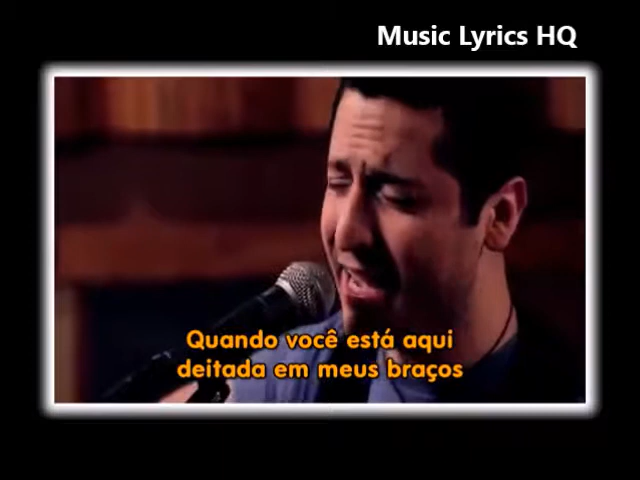 Music Lyrics HQ
Quando você está aqui
deitada em meus braços